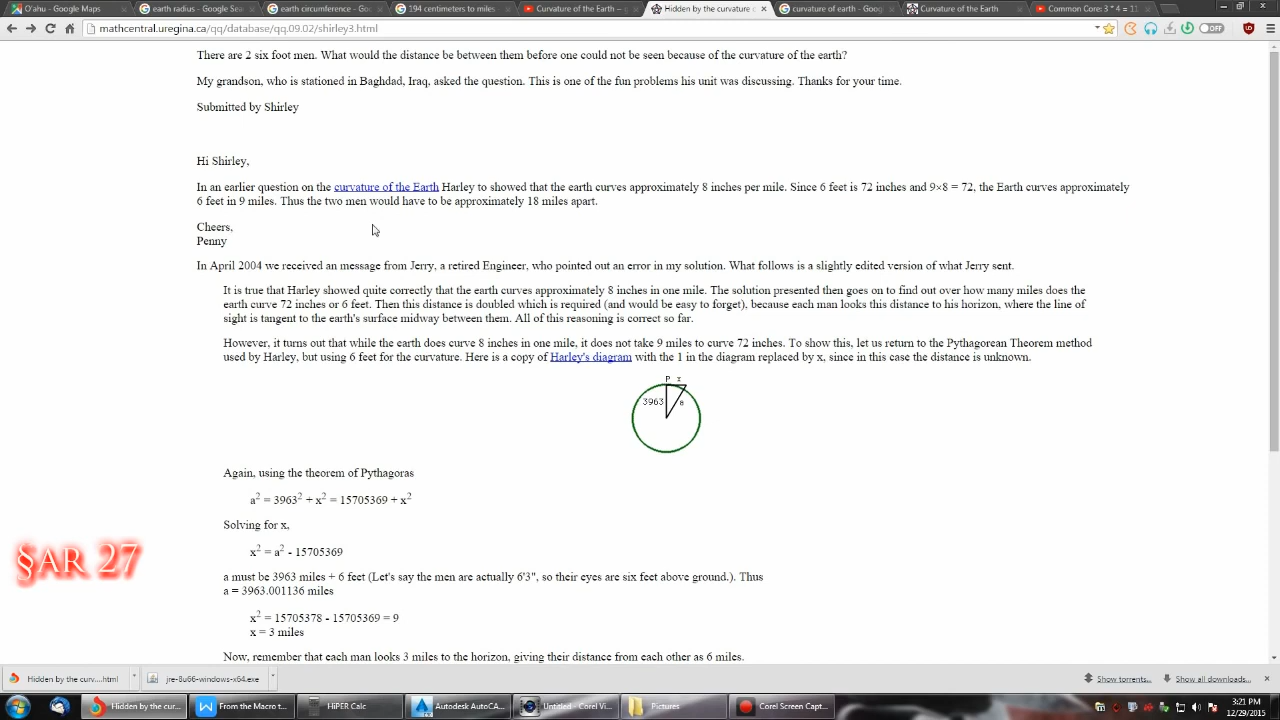 O'ahu - Google Maps
earth radius - Google Sea
earth circumference - Go
194 centimeters to miles
Curvature of the Earth –
Hidden by the curvature
curvature of earth - Goog
Curvature of the Earth
Common Core: 3 * 4 = 11
mathcentral.uregina.ca/qq/database/qq.09.02/shirley3.html
OFF
There are 2 six foot men. What would the distance be between them before one could not be seen because of the curvature of the earth?
My grandson, who is stationed in Baghdad, Iraq, asked the question. This is one of the fun problems his unit was discussing. Thanks for your time.
Submitted by Shirley
Hi Shirley,
In an earlier question on the curvature of the Earth Harley to showed that the earth curves approximately 8 inches per mile. Since 6 feet is 72 inches and 9×8 = 72, the Earth curves approximately
6 feet in 9 miles. Thus the two men would have to be approximately 18 miles apart.
Cheers,
Penny
In April 2004 we received an message from Jerry, a retired Engineer, who pointed out an error in my solution. What follows is a slightly edited version of what Jerry sent.
It is true that Harley showed quite correctly that the earth curves approximately 8 inches in one mile. The solution presented then goes on to find out over how many miles does the
earth curve 72 inches or 6 feet. Then this distance is doubled which is required (and would be easy to forget), because each man looks this distance to his horizon, where the line of
sight is tangent to the earth's surface midway between them. All of this reasoning is correct so far.
However, it turns out that while the earth does curve 8 inches in one mile, it does not take 9 miles to curve 72 inches. To show this, let us return to the Pythagorean Theorem method
used by Harley, but using 6 feet for the curvature. Here is a copy of Harley's diagram with the 1 in the diagram replaced by x, since in this case the distance is unknown.
P x
3963 a
Again, using the theorem of Pythagoras
a² = 3963² + x² = 15705369 + x²
Solving for x,
x² = a² - 15705369
§AR 27
a must be 3963 miles + 6 feet (Let's say the men are actually 6'3", so their eyes are six feet above ground.). Thus
a = 3963.001136 miles
x² = 15705378 - 15705369 = 9
x = 3 miles
Now, remember that each man looks 3 miles to the horizon, giving their distance from each other as 6 miles.
Hidden by the curv....html
jre-8u66-windows-x64.exe
Show torrents...
Show all downloads...
Hidden by the cur...
From the Macro t...
HiPER Calc
Autodesk AutoCA...
Untitled - Corel Vi...
Pictures
Corel Screen Capt...
3:21 PM
12/29/2015